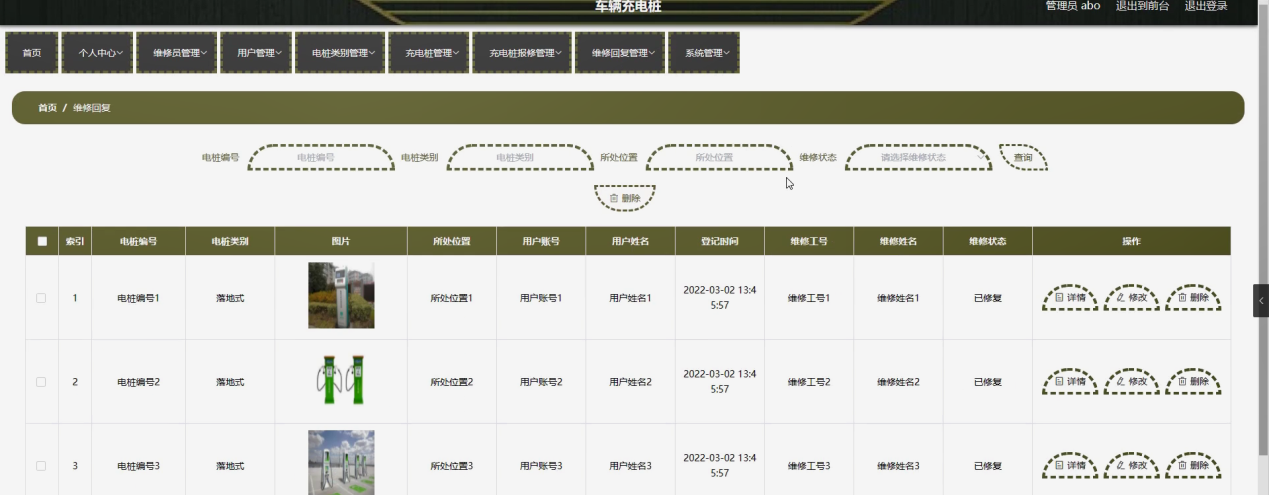 车辆充电桩
管理员 abo 退出到前台 退出登录
首页 个人中心 维修员管理 用户管理 电桩类别管理 充电桩管理 充电桩报修管理 维修回复管理 系统管理
首页 / 维修回复
电桩编号 电桩编号 电桩类别 电桩类别 所处位置 所处位置 维修状态 请选择维修状态 查询
删除
索引 电桩编号 电桩类别 图片 所处位置 用户账号 用户姓名 登记时间 维修工号 维修姓名 维修状态 操作
1 电桩编号1 落地式 所处位置1 用户账号1 用户姓名1 2022-03-02 13:4 维修工号1 维修姓名1 已修复 详情 修改 删除
5:57
2 电桩编号2 落地式 所处位置2 用户账号2 用户姓名2 2022-03-02 13:4 维修工号2 维修姓名2 已修复 详情 修改 删除
5:57
3 电桩编号3 落地式 所处位置3 用户账号3 用户姓名3 2022-03-02 13:4 维修工号3 维修姓名3 已修复 详情 修改 删除
5:57